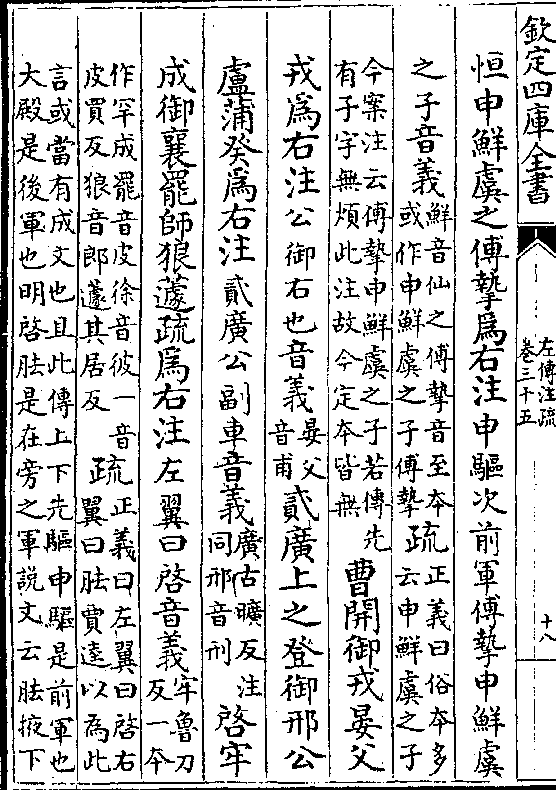 欽定四庫全書
左傳注疏
卷三十五
十八
恒申鮮虞之傅摯為右注申驅次前軍傅摯申鮮虞
之子音義鮮音仙之傅摯音至本多
或作申鮮虞之子傅摯疏正義曰俗本多
云申鮮虞之子
今案注云傅摯申鮮虞之子若傳先
有子字無煩此注故今定本皆無曹開御戎晏父
戎為右注公御右也音義晏父
音甫貳廣上之登御邢公
盧蒲癸為右注貳廣公副車音義廣古曠反注
同邢音刑啓牢
成御襄罷師狼蘧疏為右注左翼曰啓音義牢魯刀
反一本
作罕成罷音皮徐音彼一音
皮買反狼音郎蘧其居反疏正義曰左翼曰啓右
翼曰胠賈逵以為此
言或當有成文也且此傳上下先驅申驅是前軍也
大殿是後軍也明啓胠是在旁之軍說文云胠掖下